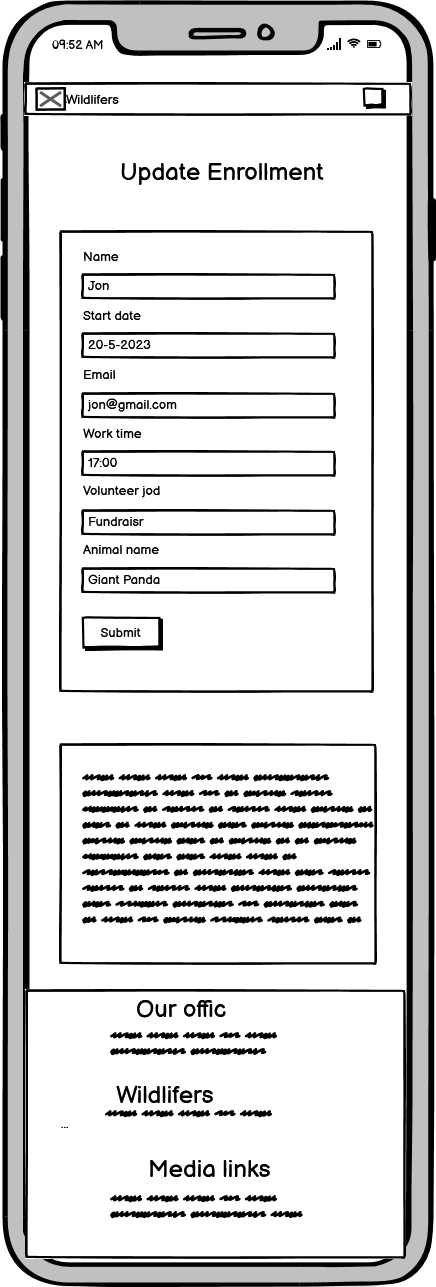 09:52 AM
Wildlifers
Update Enrollment
Name
Jon
Start date
20-5-2023
Email
jon@gmail.com
Work time
17:00
Volunteer jod
Fundraisr
Animal name
Giant Panda
Submit
Our offic
Wildlifers
...
Media links